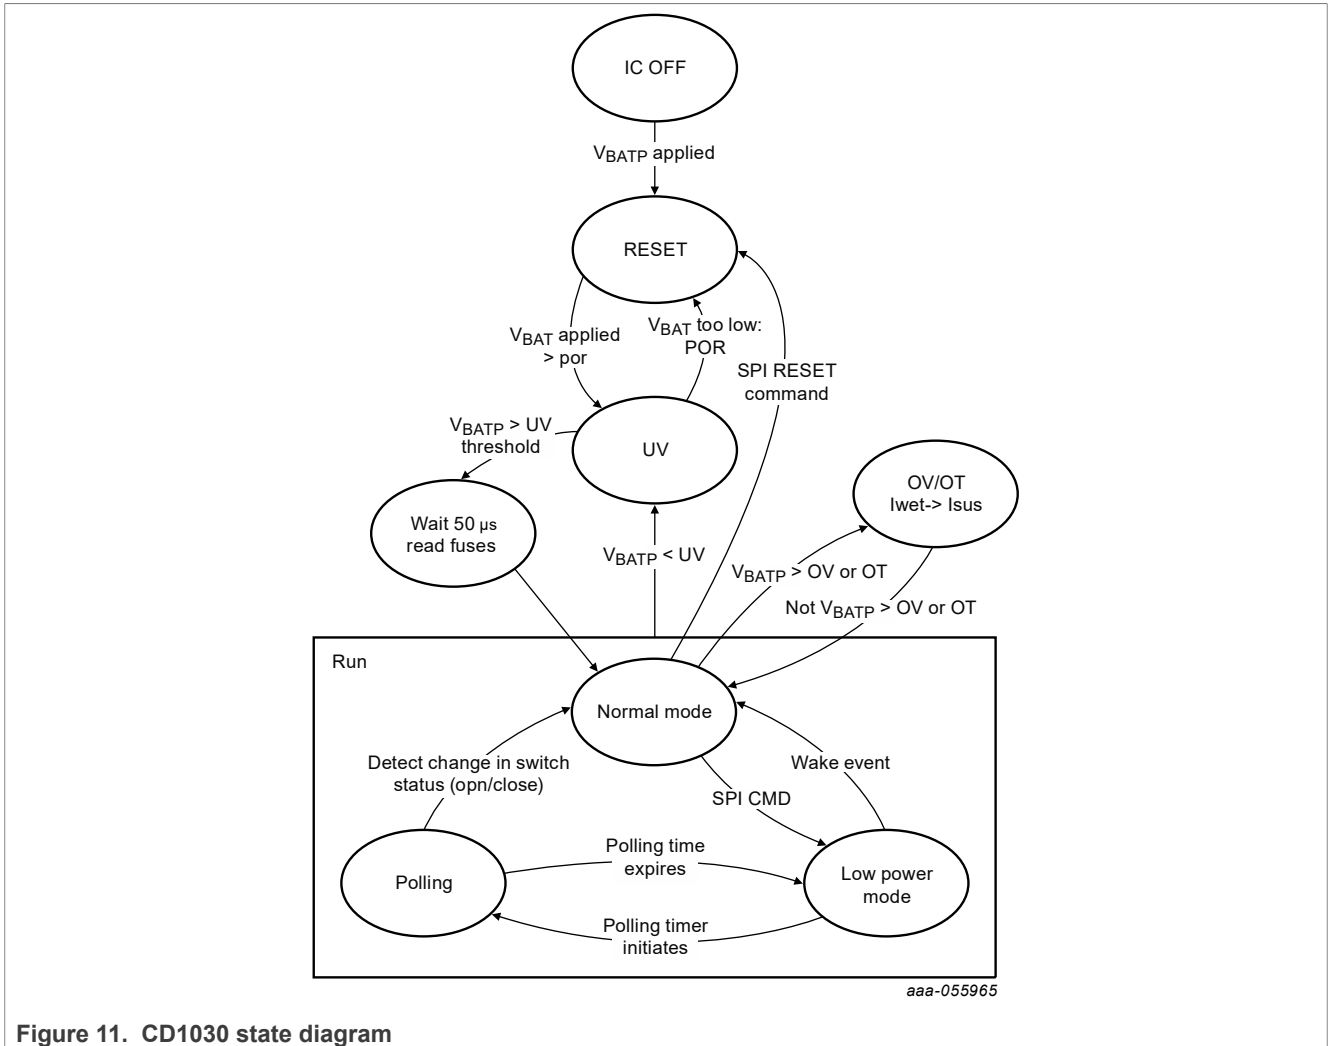 IC OFF
VBATP applied
RESET
VBAT applied
> por
VBAT too low:
POR
SPI RESET
command
VBATP > UV
threshold
UV
OV/OT
Iwet-> Isus
Wait 50 µs
read fuses
VBATP < UV
VBATP > OV or OT
Not VBATP > OV or OT
Run
Normal mode
Detect change in switch
status (opn/close)
Wake event
SPI CMD
Polling time
expires
Polling
Low power
mode
Polling timer
initiates
aaa-055965
Figure 11. CD1030 state diagram